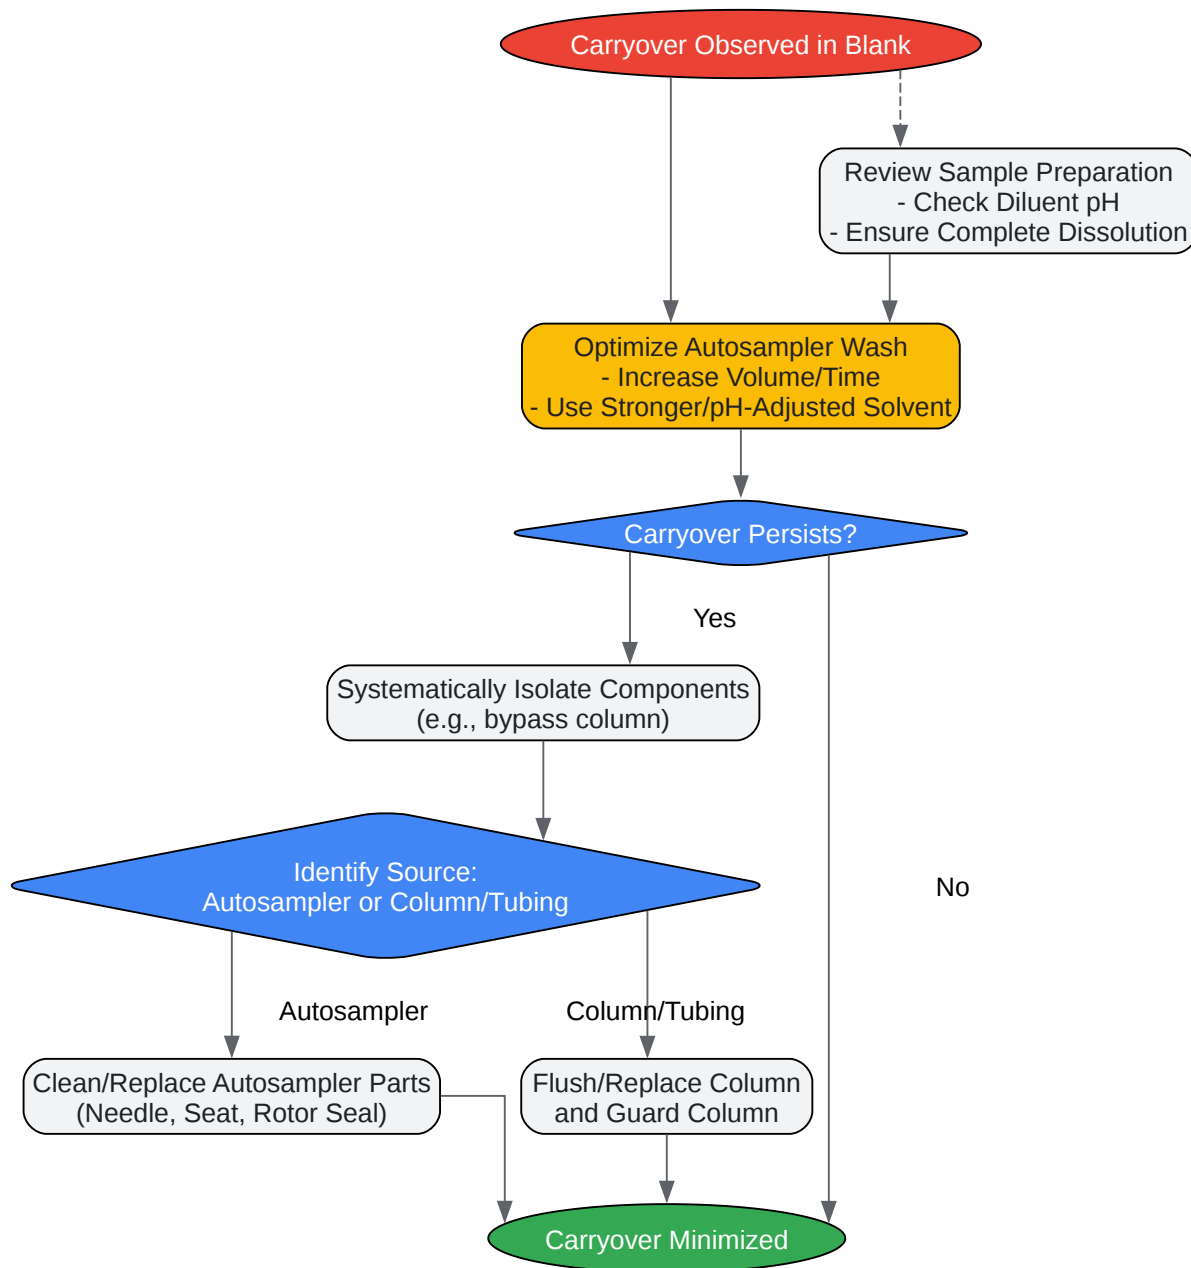 Carryover Observed in Blank
Review Sample Preparation
- Check Diluent pH
- Ensure Complete Dissolution
Optimize Autosampler Wash
- Increase Volume/Time
- Use Stronger/pH-Adjusted Solvent
Carryover Persists?
Yes
Systematically Isolate Components
(e.g., bypass column)
Identify Source:
Autosampler or Column/Tubing
No
Autosampler
Column/Tubing
Clean/Replace Autosampler Parts
(Needle, Seat, Rotor Seal)
Flush/Replace Column
and Guard Column
Carryover Minimized